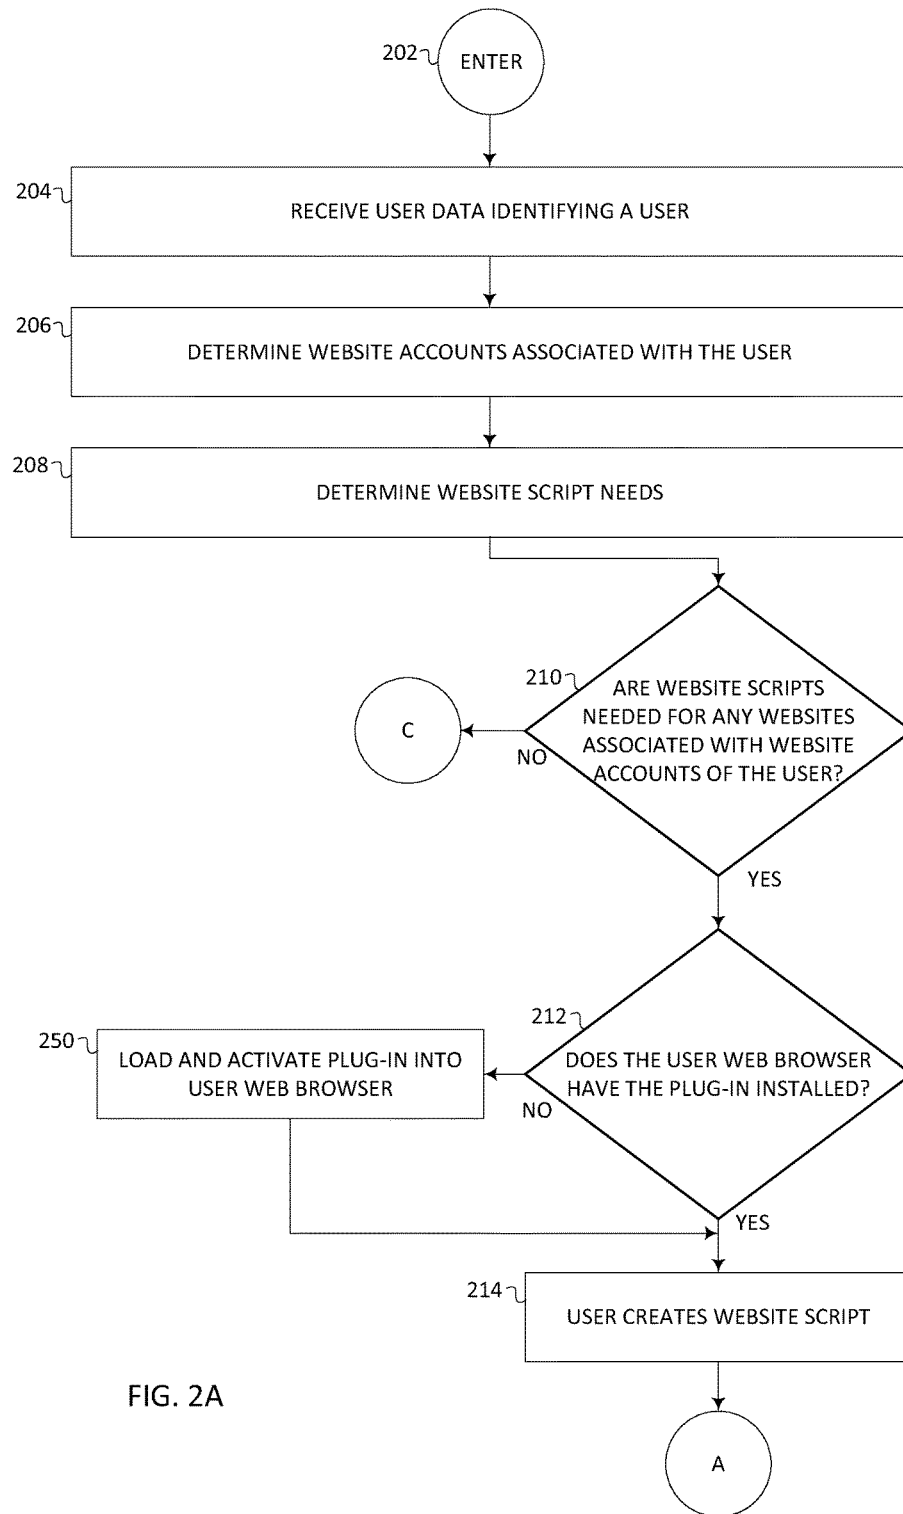 202
ENTER
204
RECEIVE USER DATA IDENTIFYING A USER
206
DETERMINE WEBSITE ACCOUNTS ASSOCIATED WITH THE USER
208
DETERMINE WEBSITE SCRIPT NEEDS
210
ARE WEBSITE SCRIPTS
NEEDED FOR ANY WEBSITES
ASSOCIATED WITH WEBSITE
ACCOUNTS OF THE USER?
C
NO
YES
212
DOES THE USER WEB BROWSER
HAVE THE PLUG-IN INSTALLED?
250
LOAD AND ACTIVATE PLUG-IN INTO
USER WEB BROWSER
NO
YES
214
USER CREATES WEBSITE SCRIPT
FIG. 2A
A